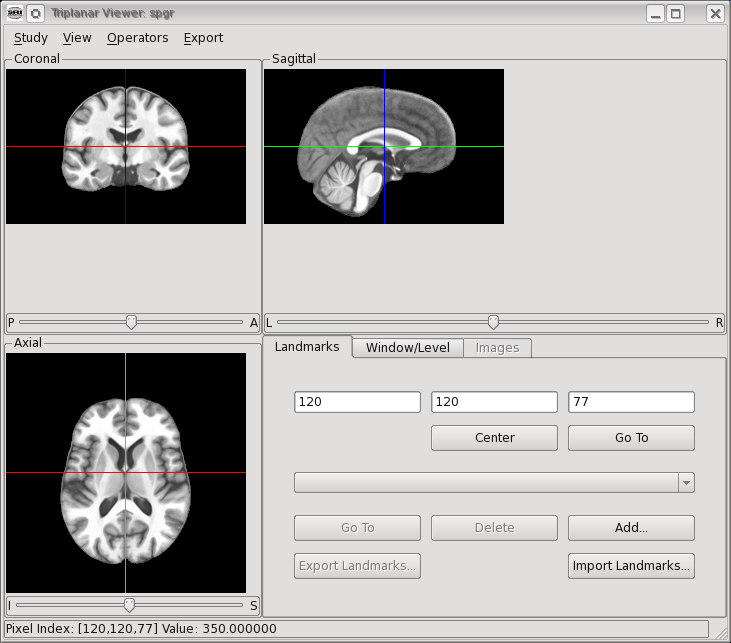 Triplanar Viewer: spgr
Study View Operators Export
Coronal
Sagittal
P A
L R
Axial
Landmarks Window/Level Images
120 120 77
Center Go To
Go To Delete Add...
Export Landmarks... Import Landmarks...
I S
Pixel Index: [120,120,77] Value: 350.000000